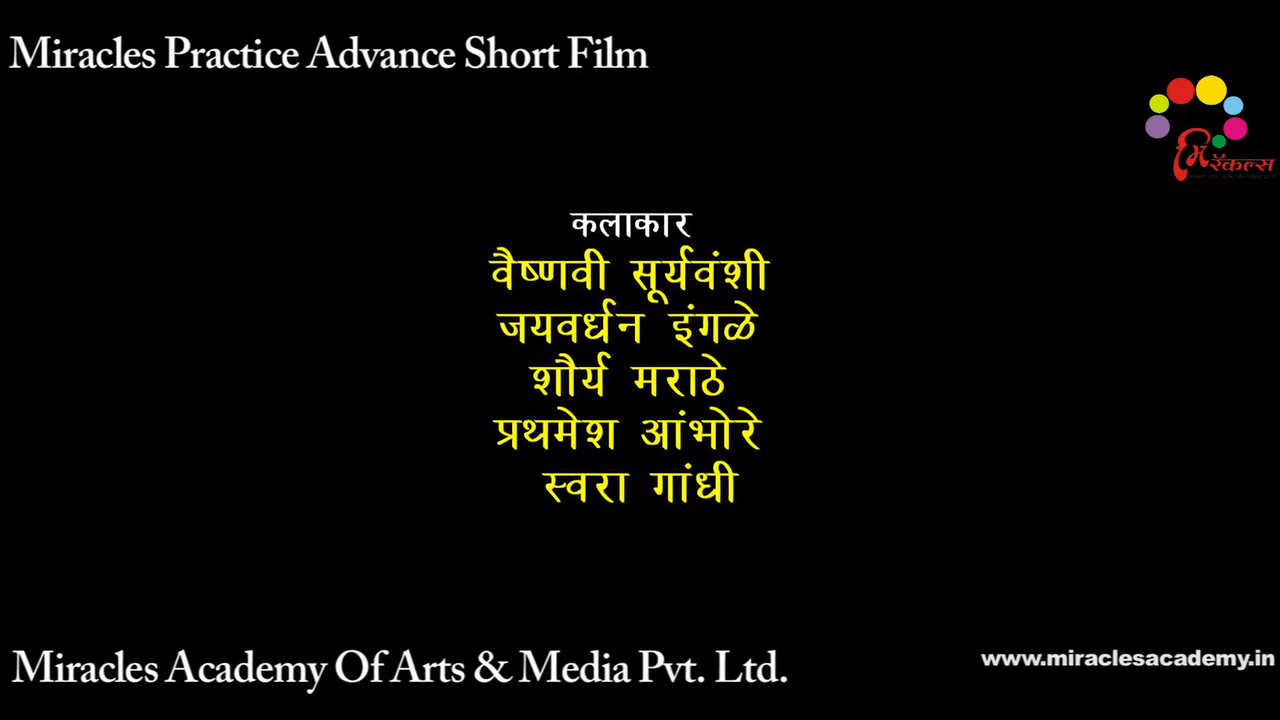 Miracles Practice Advance Short Film
मिरॅकल्स
कलाकार
वैष्णवी सूर्यवंशी
जयवर्धन इंगळे
शौर्य मराठे
प्रथमेश आंभोरे
स्वरा गांधी
Miracles Academy Of Arts & Media Pvt. Ltd.
www.miraclesacademy.in